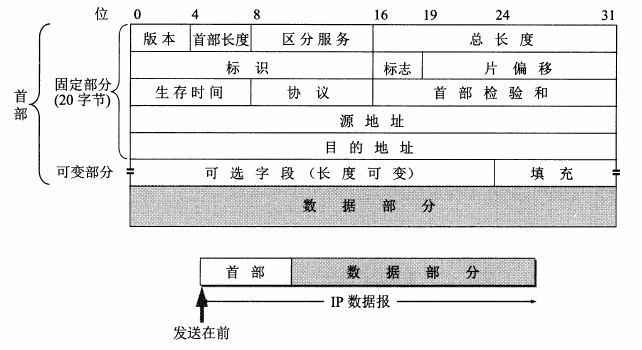 位 0 4 8 16 19 24 31
版本 首部长度 区分服务 总长度
标识 标志 片偏移
首部 固定部分 (20 字节)
生存时间 协议 首部检验和
源地址
目的地址
可变部分 可选字段(长度可变) 填充
数据部分
首部 数据部分
IP 数据报
发送在前